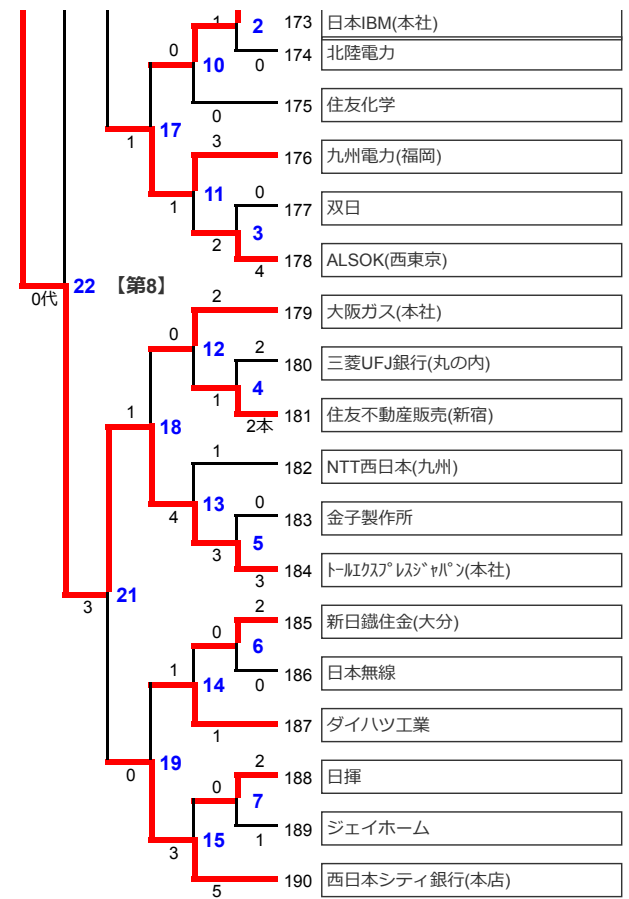 1 2 173 日本IBM(本社)
0 10 0 174 北陸電力
0 175 住友化学
1 17 3 176 九州電力(福岡)
1 11 0 177 双日
2 3 4 178 ALSOK(西東京)
0代 22 【第8】
2 179 大阪ガス(本社)
0 12 2 180 三菱UFJ銀行(丸の内)
1 4 2本 181 住友不動産販売(新宿)
1 18 1 182 NTT西日本(九州)
4 13 0 183 金子製作所
3 5 3 184 ﾄｰﾙｴｸｽﾌﾟﾚｽｼﾞｬﾊﾟﾝ(本社)
3 21
2 185 新日鐵住金(大分)
0 6 0 186 日本無線
1 14 1 187 ダイハツ工業
0 19
2 188 日揮
0 7 1 189 ジェイホーム
3 15 5 190 西日本シティ銀行(本店)